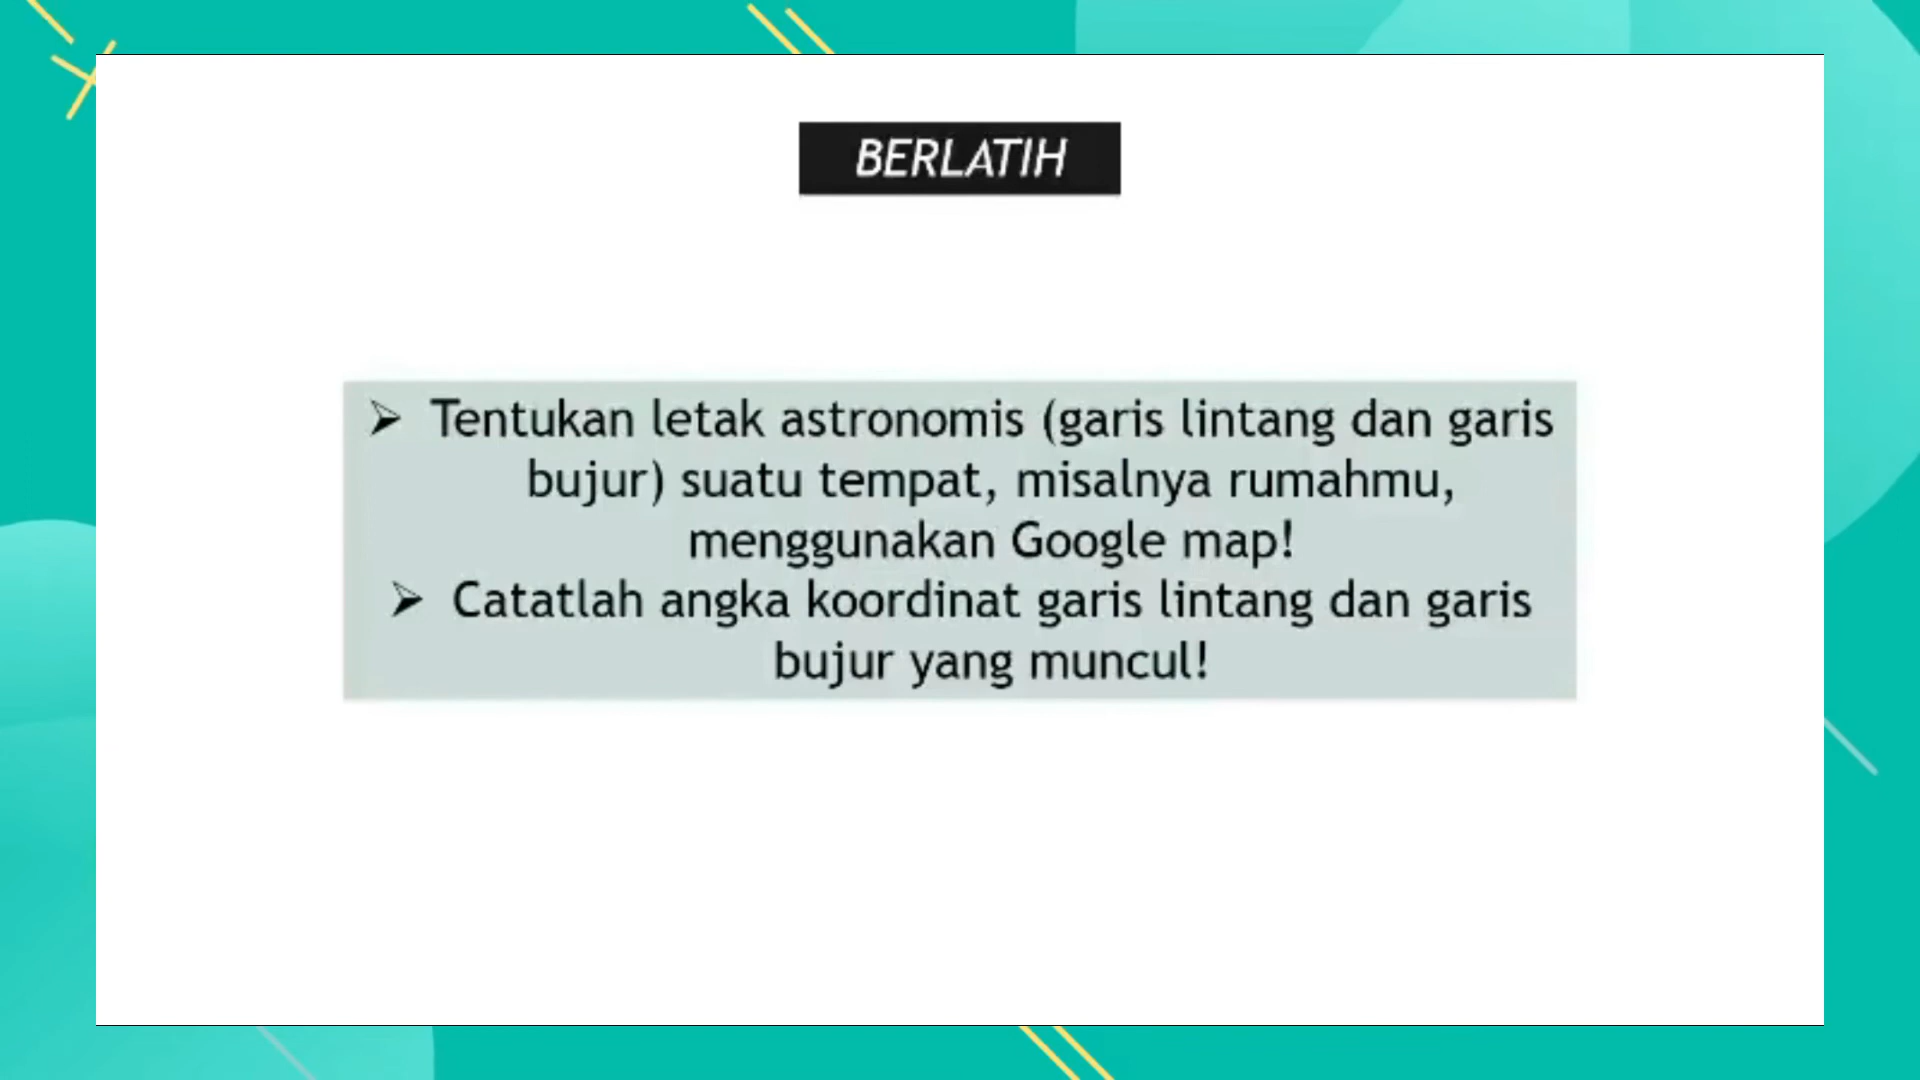 BERLATIH
➢ Tentukan letak astronomis (garis lintang dan garis
bujur) suatu tempat, misalnya rumahmu,
menggunakan Google map!
➢ Catatlah angka koordinat garis lintang dan garis
bujur yang muncul!